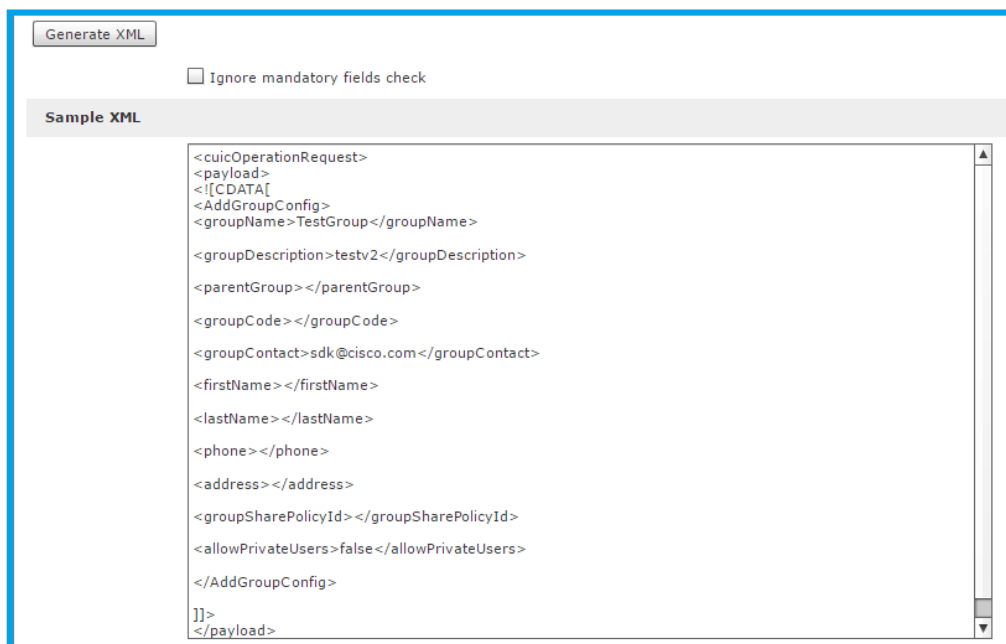 Generate XML
Ignore mandatory fields check
Sample XML
<cuicOperationRequest>
<payload>
<![CDATA[
<AddGroupConfig>
<groupName>TestGroup</groupName>
<groupDescription>testv2</groupDescription>
<parentGroup></parentGroup>
<groupCode></groupCode>
<groupContact>sdk@cisco.com</groupContact>
<firstName></firstName>
<lastName></lastName>
<phone></phone>
<address></address>
<groupSharePolicyId></groupSharePolicyId>
<allowPrivateUsers>false</allowPrivateUsers>
</AddGroupConfig>
]]>
</payload>